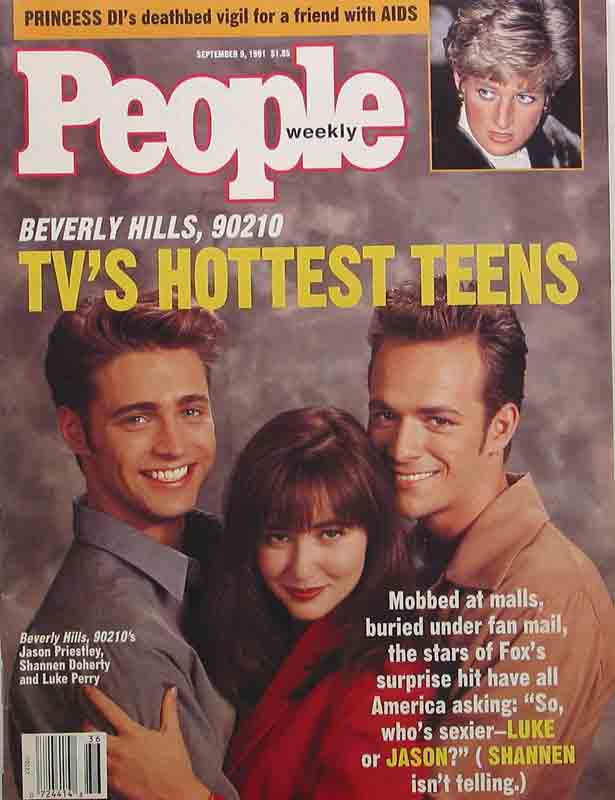 PRINCESS DI's deathbed vigil for a friend with AIDS
SEPTEMBER 9, 1991 $1.95
People
weekly
BEVERLY HILLS, 90210
TV'S HOTTEST TEENS
Mobbed at malls,
buried under fan mail,
the stars of Fox's
surprise hit have all
America asking: "So,
who's sexier–LUKE
or JASON?" ( SHANNEN
isn't telling.)
Beverly Hills, 90210's
Jason Priestley,
Shannen Doherty
and Luke Perry
36
0 724414